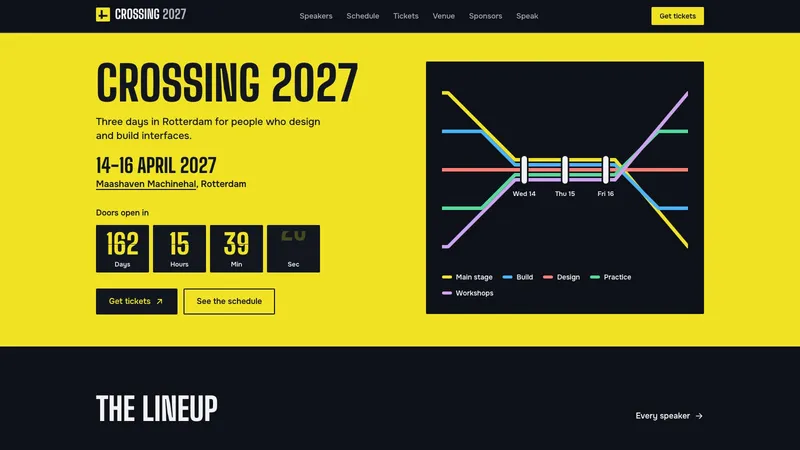 CROSSING 2027
Speakers
Schedule
Tickets
Venue
Sponsors
Speak
Get tickets
CROSSING 2027
Three days in Rotterdam for people who design
and build interfaces.
14–16 APRIL 2027
Maashaven Machinehal, Rotterdam
Doors open in
162
Days
15
Hours
39
Min
Sec
Get tickets
See the schedule
Wed 14
Thu 15
Fri 16
Main stage
Build
Design
Practice
Workshops
THE LINEUP
Every speaker